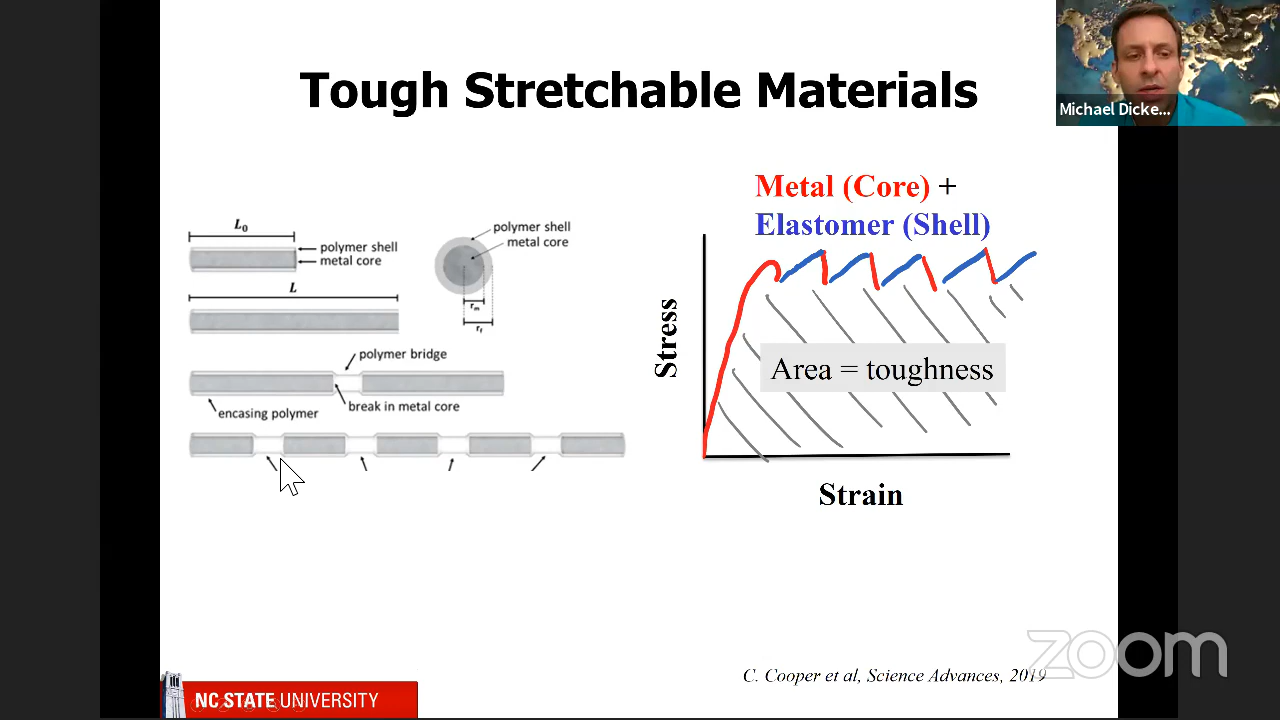 Tough Stretchable Materials
Michael Dicke...
L₀
polymer shell
metal core
L
polymer shell
metal core
rₘ
polymer bridge
encasing polymer
break in metal core
Metal (Core) +
Elastomer (Shell)
Stress
Area = toughness
Strain
C. Cooper et al, Science Advances, 2019
zoom
NC STATE UNIVERSITY